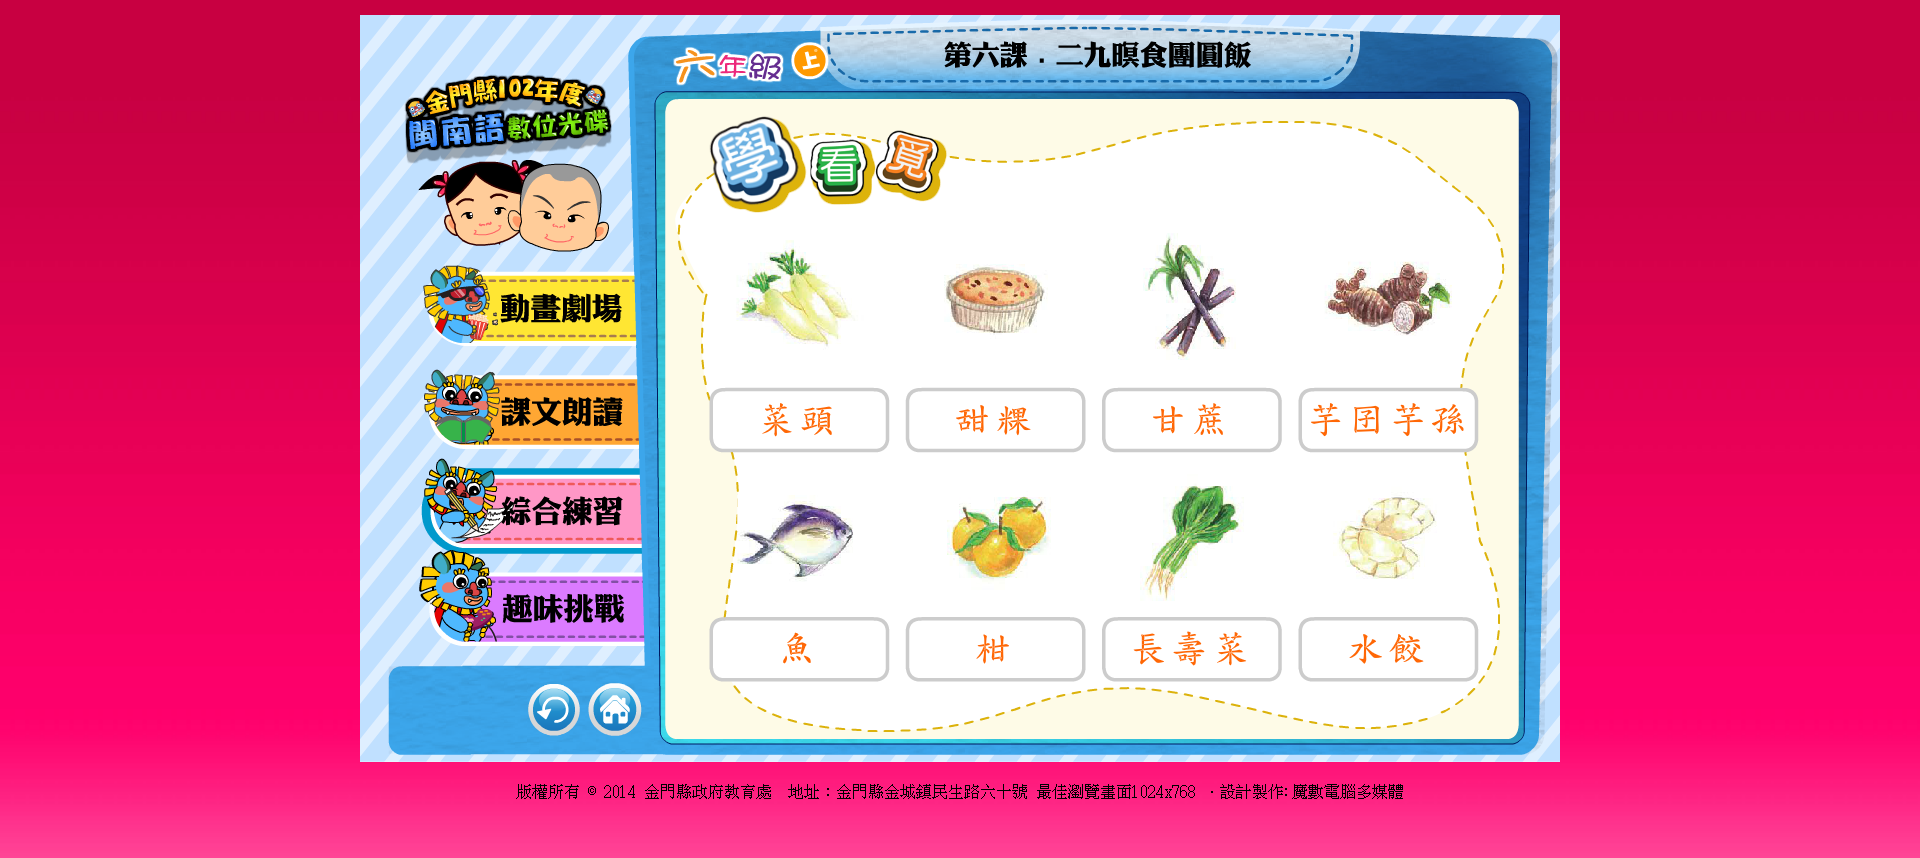 六年級 上
第六課．二九暝食團圓飯
金門縣102年度
閩南語數位光碟
學看覓
動畫劇場
課文朗讀
綜合練習
趣味挑戰
菜頭
甜粿
甘蔗
芋囝芋孫
魚
柑
長壽菜
水餃
版權所有 © 2014 金門縣政府教育處 地址：金門縣金城鎮民生路六十號 最佳瀏覽畫面1024x768 ．設計製作:魔數電腦多媒體